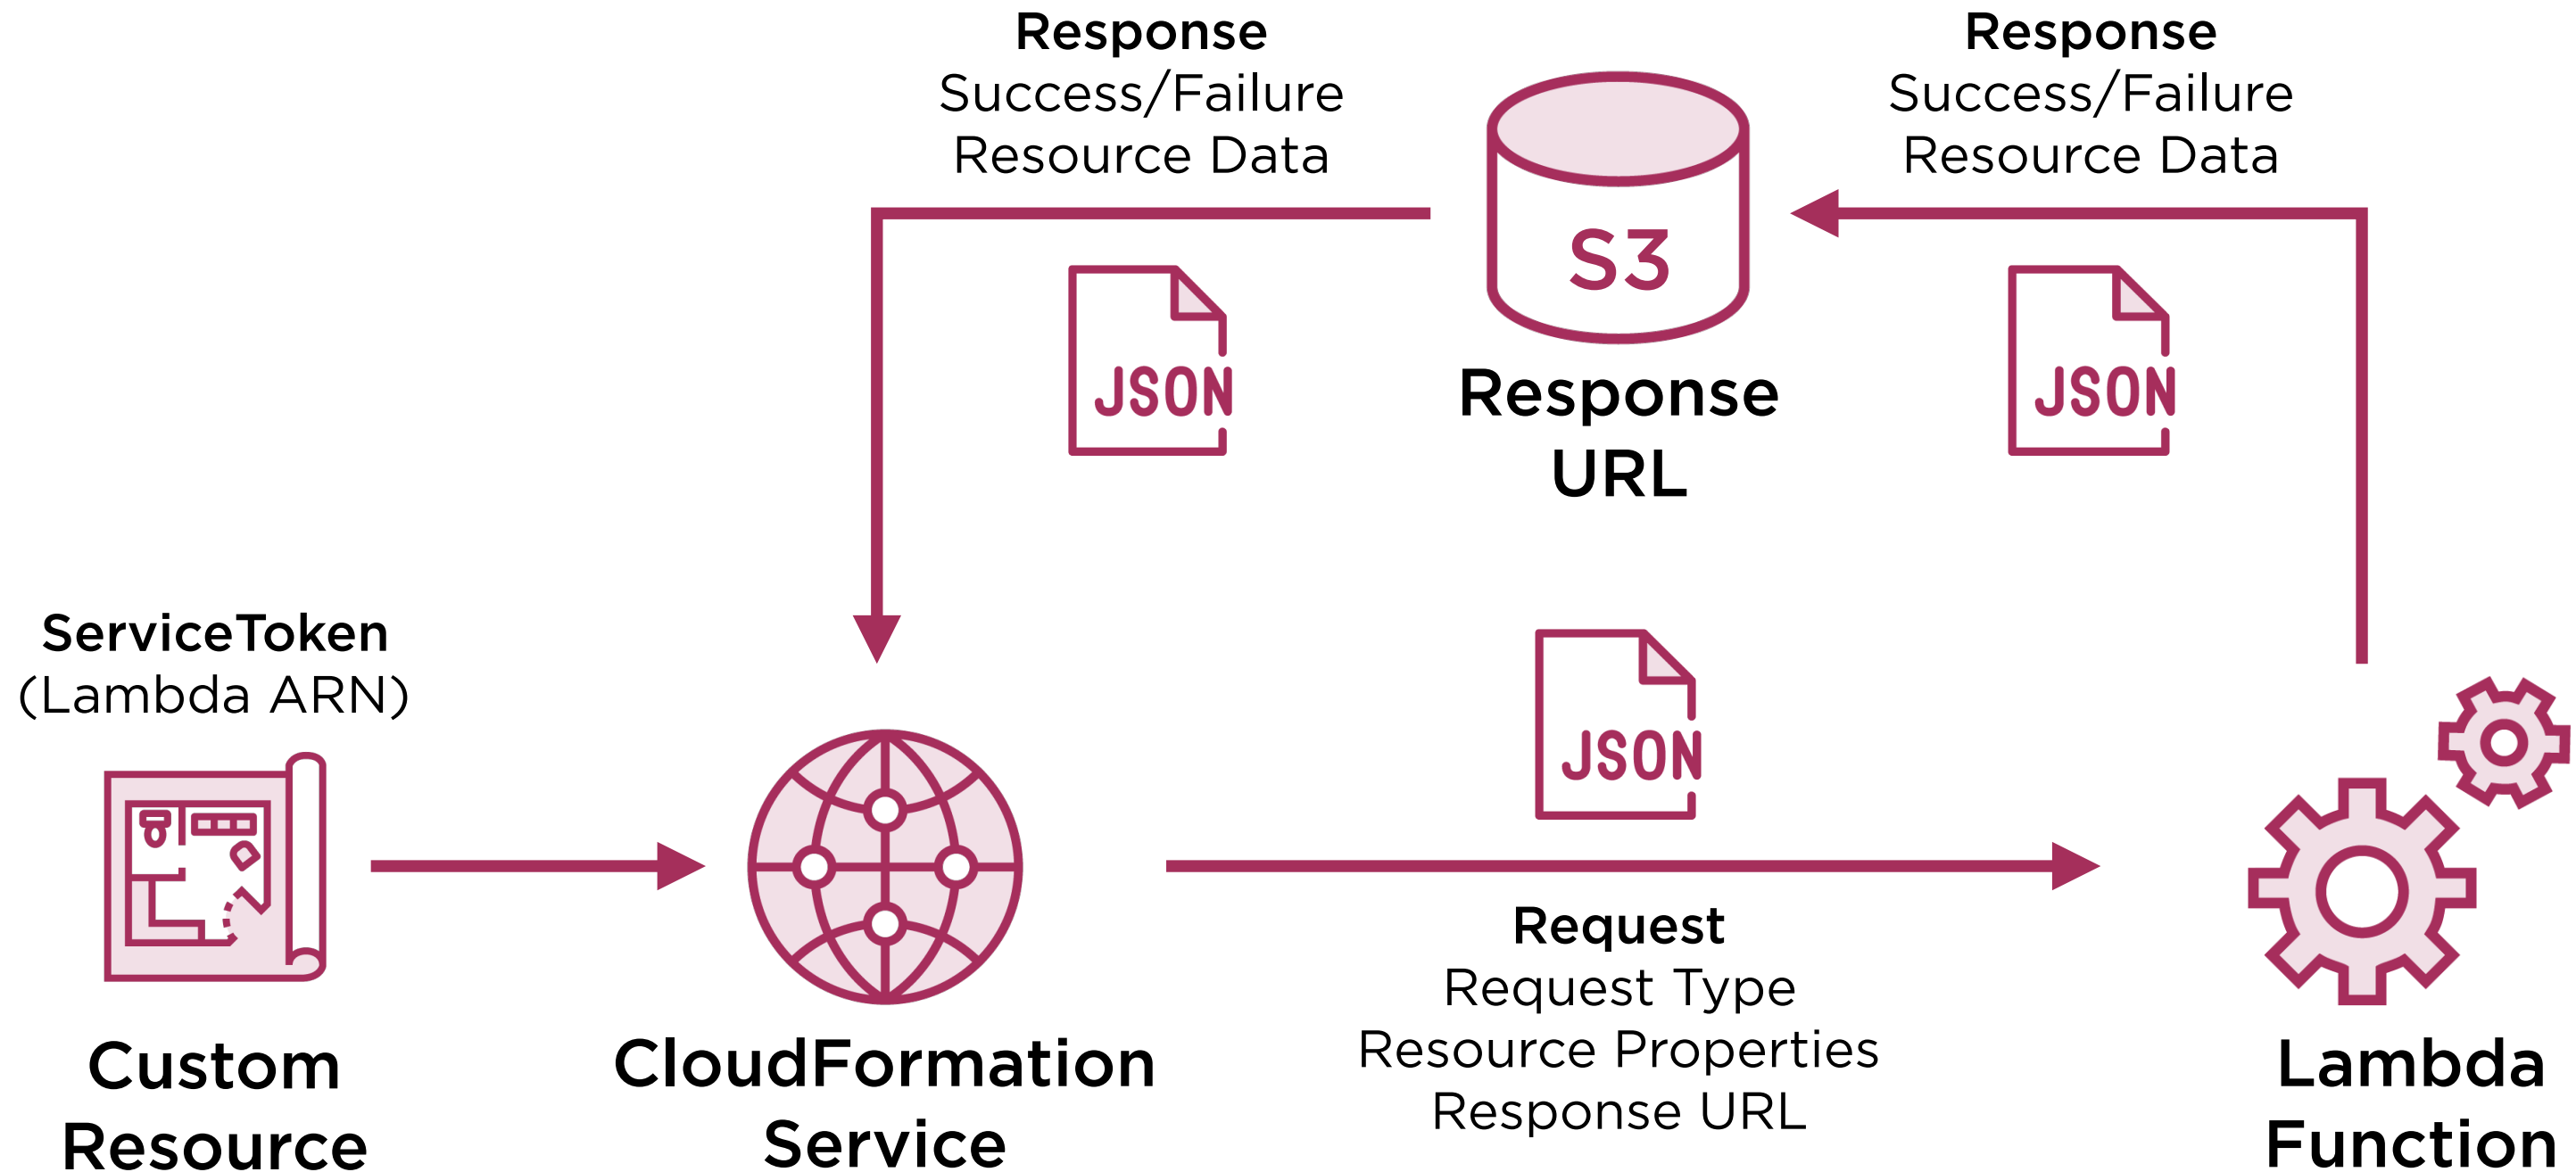 Response
Success/Failure
Resource Data
Response
Success/Failure
Resource Data
S3
JSON
JSON
Response
URL
ServiceToken
(Lambda ARN)
JSON
Request
Request Type
Resource Properties
Response URL
Custom
Resource
CloudFormation
Service
Lambda
Function